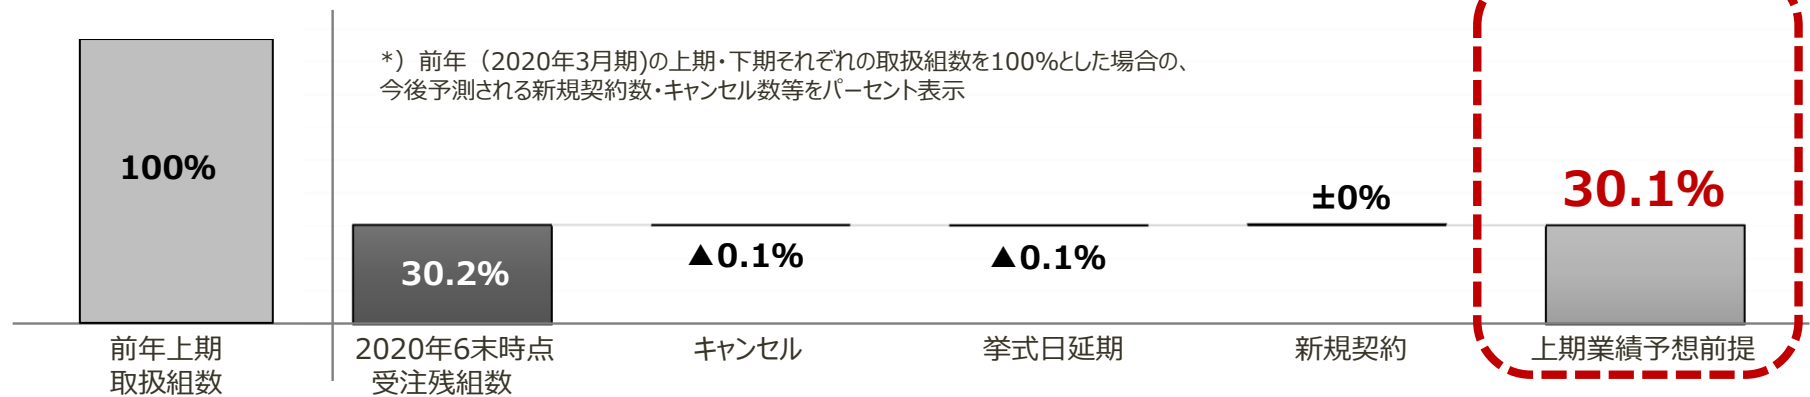 *）前年（2020年3月期)の上期・下期それぞれの取扱組数を100%とした場合の、
今後予測される新規契約数・キャンセル数等をパーセント表示
100%
30.2%
▲0.1%
▲0.1%
±0%
30.1%
前年上期
取扱組数
2020年6末時点
受注残組数
キャンセル
挙式日延期
新規契約
上期業績予想前提